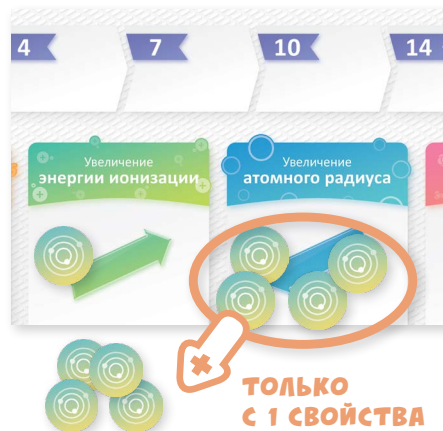 4 7 10 14
Увеличение
энергии ионизации
Увеличение
атомного радиуса
ТОЛЬКО
С 1 СВОЙСТВА